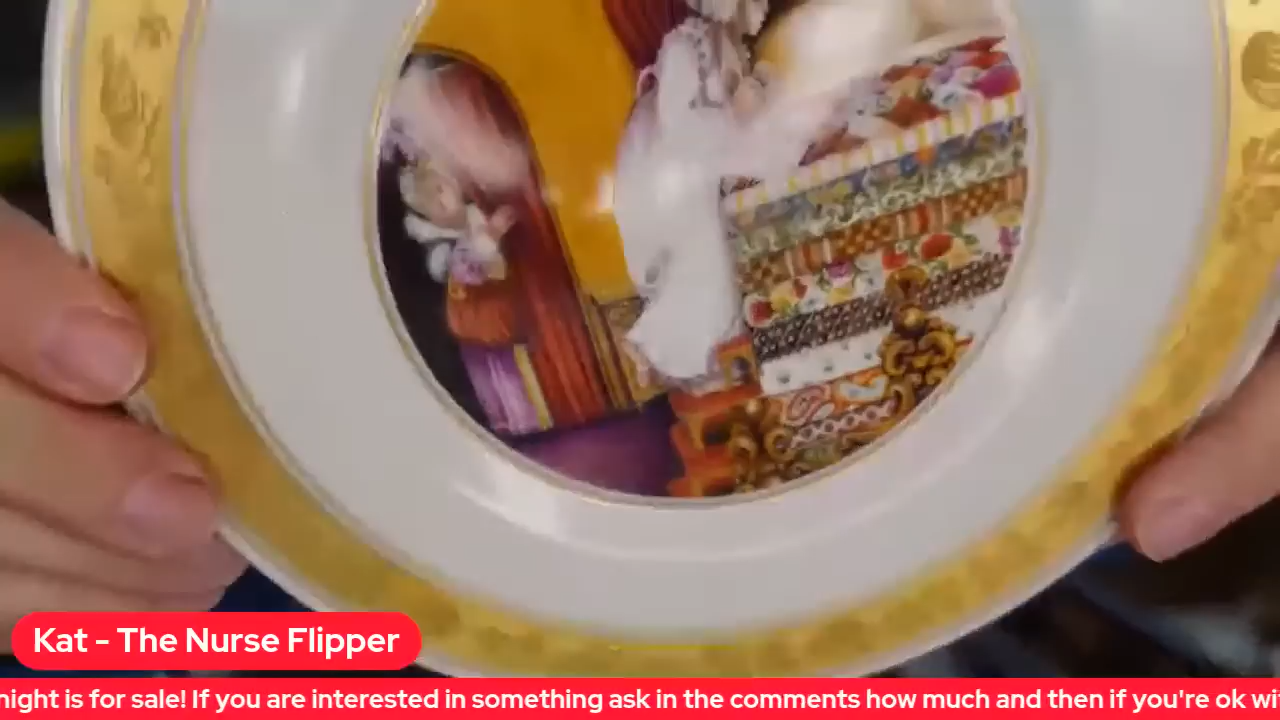 Kat - The Nurse Flipper
night is for sale! If you are interested in something ask in the comments how much and then if you're ok wi